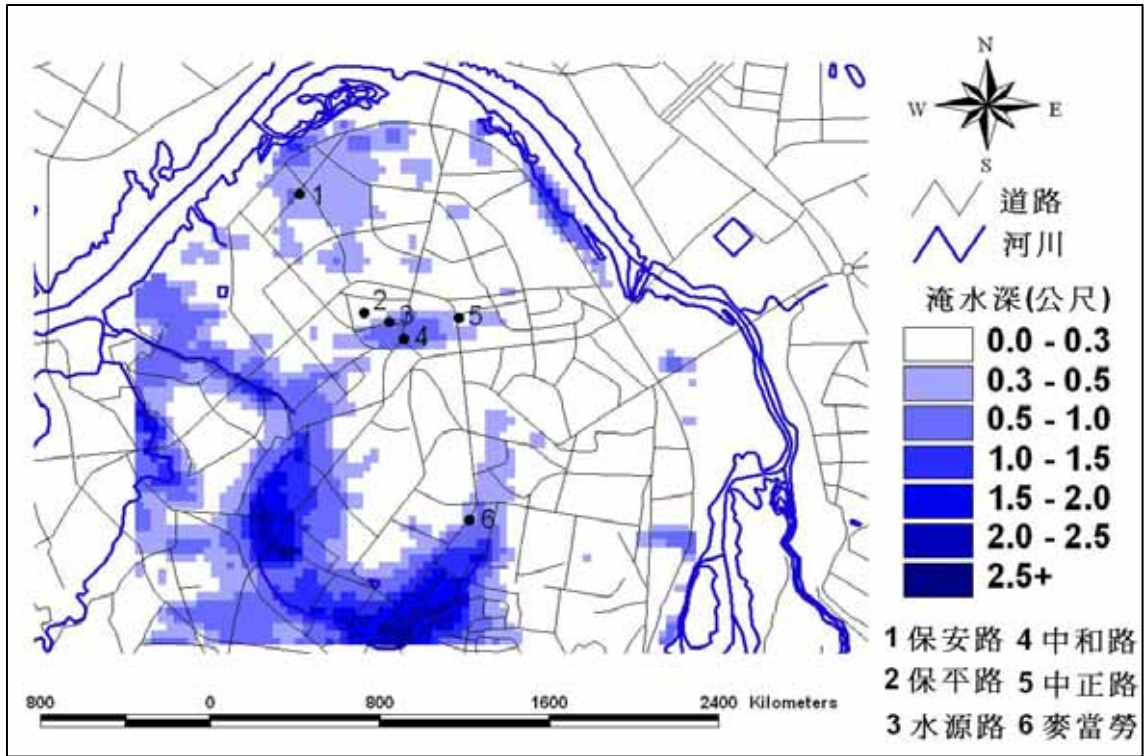 N
W E
S
道路
河川
淹水深(公尺)
0.0 - 0.3
0.3 - 0.5
0.5 - 1.0
1.0 - 1.5
1.5 - 2.0
2.0 - 2.5
2.5+
1
2
3
4
5
6
1 保安路 4 中和路
2 保平路 5 中正路
3 水源路 6 麥當勞
800 0 800 1600 2400 Kilometers